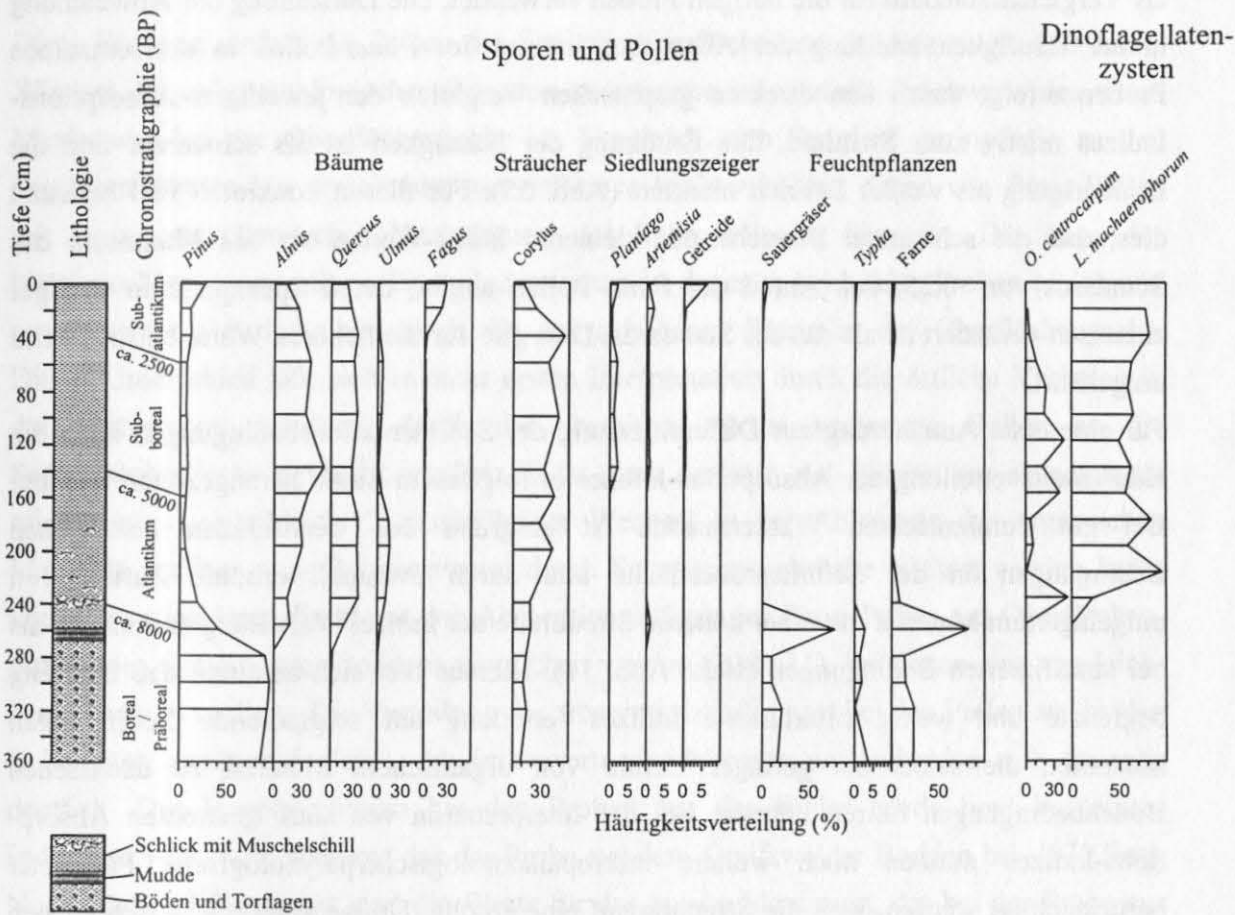 Sporen und Pollen
Dinoflagellaten-
zysten
Bäume
Sträucher
Siedlungszeiger
Feuchtpflanzen
Tiefe (cm)
Lithologie
Chronostratigraphie (BP)
Pinus
Alnus
Quercus
Ulmus
Fagus
Corylus
Plantago
Artemisia
Getreide
Sauergräser
Typha
Farne
O. centrocarpum
L. machaerophorum
0
40
80
120
160
200
240
280
320
360
Sub-
atlantikum
ca. 2500
Sub-
boreal
ca. 5000
Atlantikum
ca. 8000
Boreal
/
Präboreal
0 50 0 30 0 30 0 30 0 30 0 30 0 5 0 5 0 5 0 50 0 5 0 50 0 30 0 50
Häufigkeitsverteilung (%)
Schlick mit Muschelschill
Mudde
Böden und Torflagen